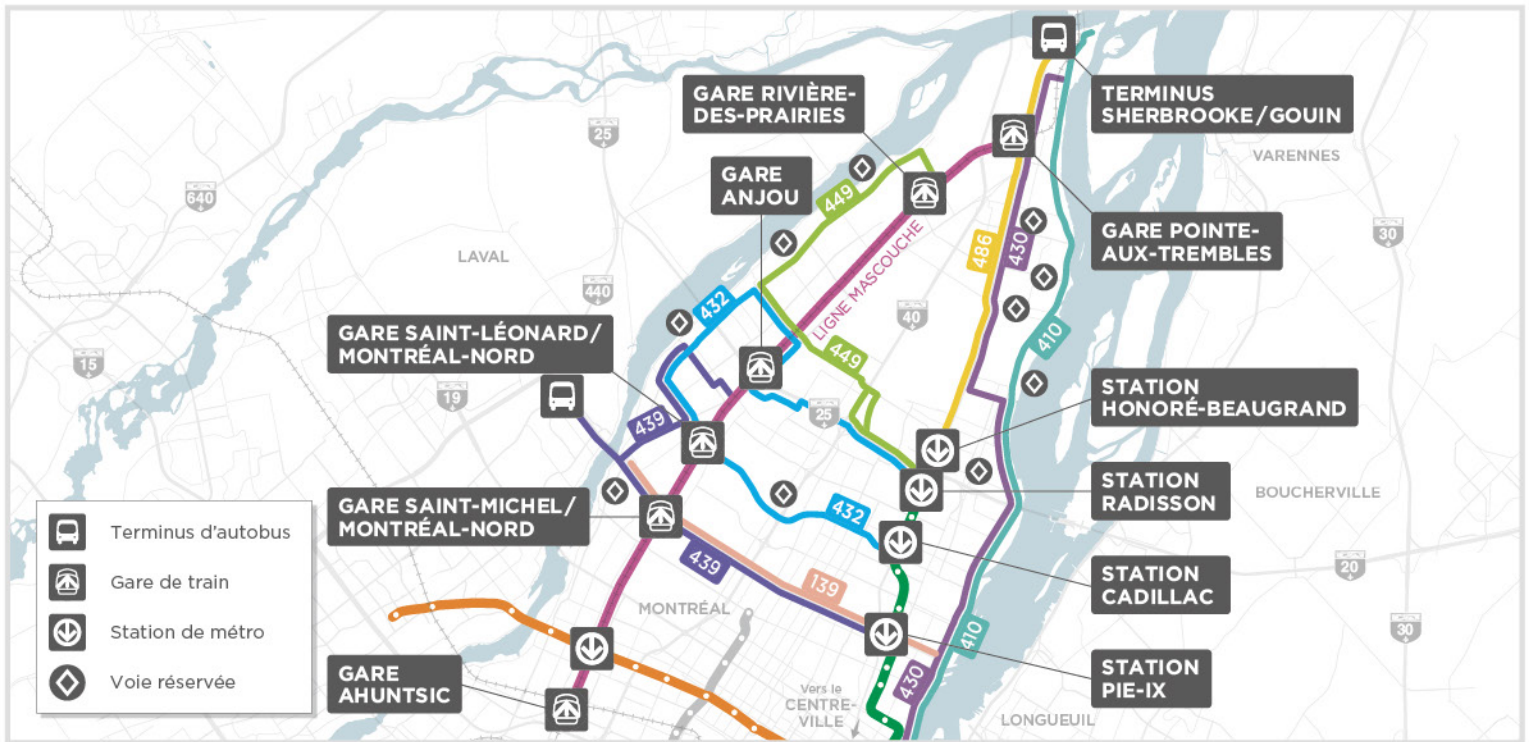 TERMINUS
SHERBROOKE/GOUIN
GARE RIVIÈRE-
DES-PRAIRIES
25
VARENNES
GARE
ANJOU
640
449
GARE POINTE-
AUX-TREMBLES
30
LAVAL
486
430
LIGNE MASCOUCHE
440
432
40
GARE SAINT-LÉONARD/
MONTRÉAL-NORD
410
15
449
19
STATION
HONORÉ-BEAUGRAND
25
439
STATION
RADISSON
BOUCHERVILLE
GARE SAINT-MICHEL/
MONTRÉAL-NORD
432
Terminus d'autobus
Gare de train
Station de métro
Voie réservée
439
20
139
STATION
CADILLAC
MONTRÉAL
30
410
GARE
AHUNTSIC
STATION
PIE-IX
430
Vers le
CENTRE-
VILLE
LONGUEUIL